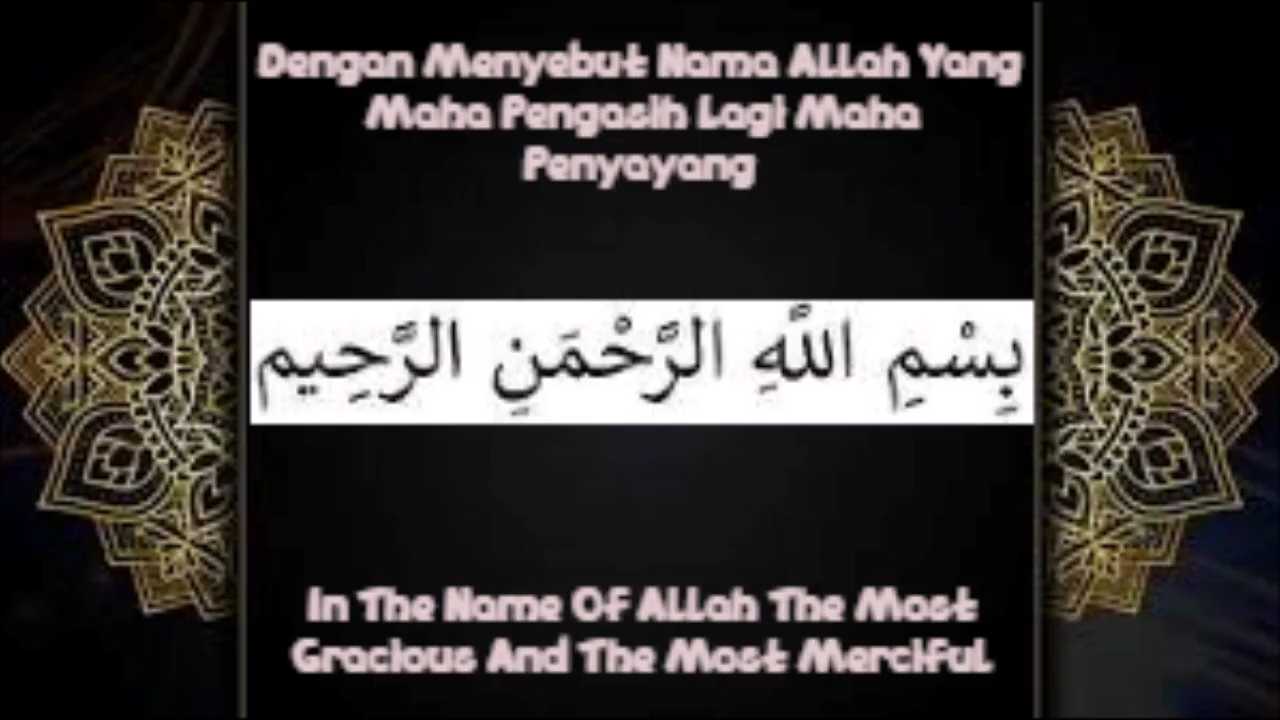 Dengan Menyebut Nama ALLah Yang
Maha Pengasih Lagi Maha
Penyayang
بِسْمِ اللَّهِ الرَّحْمَنِ الرَّحِيم
In The Name OF ALLah The Most
Gracious And The Most MerciFuL